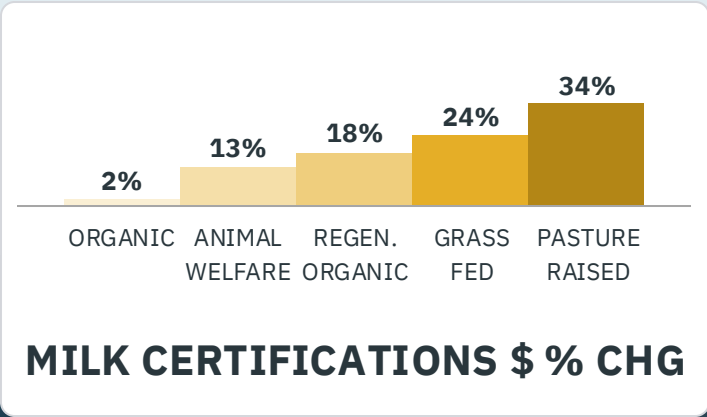 2%
13%
18%
24%
34%
ORGANIC
ANIMAL
WELFARE
REGEN.
ORGANIC
GRASS
FED
PASTURE
RAISED
MILK CERTIFICATIONS $ % CHG